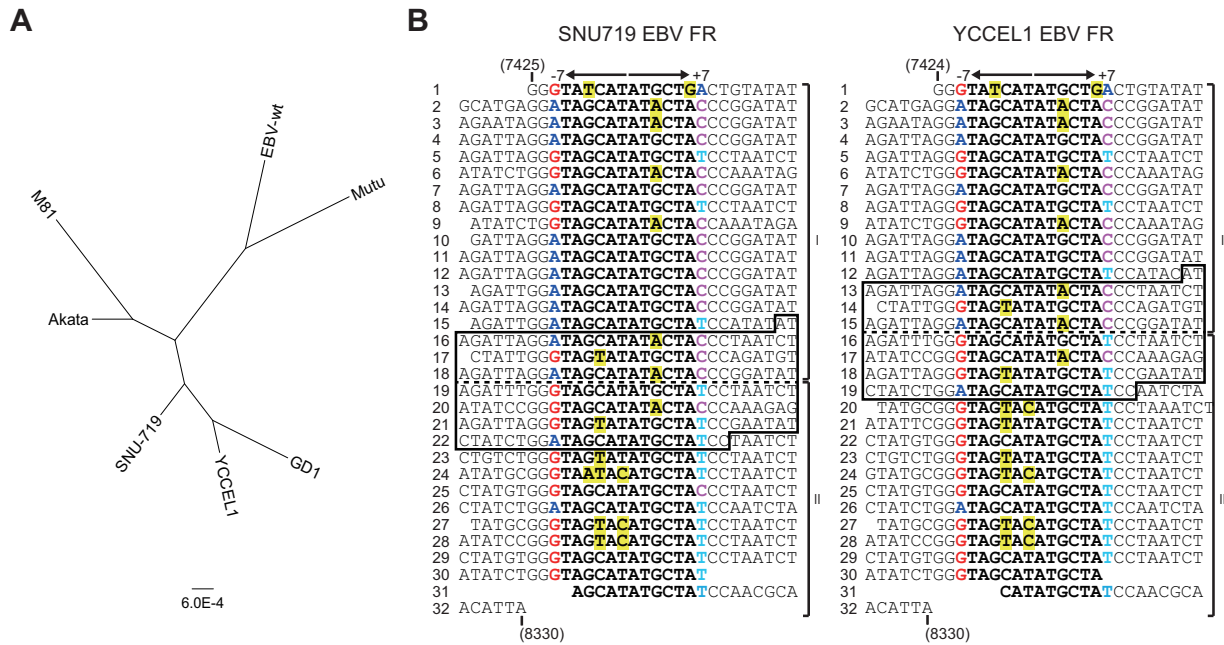 A
EBV-wt
Mutu
M81
Akata
SNU-719
YCCEL1
GD1
6.0E-4
B
SNU719 EBV FR
(7425)
-7
+7
1 GGGTATCATATGCTGACTGTATAT
2 GCATGAGGATAGCATATACTACCCGGATAT
3 AGAATAGGATAGCATATACTACCCGGATAT
4 AGATTAGGATAGCATATGCTACCCGGATAT
5 AGATTAGGGTAGCATATGCTATCCTAATCT
6 ATATCTGGGTAGCATATACTACCCAAATAG
7 AGATTAGGATAGCATATGCTACCCGGATAT
8 AGATTAGGGTAGCATATGCTATCCTAATCT
9 ATATCTGGGTAGCATATACTACCCAAATAGA
10 GATTAGGATAGCATATGCTACCCGGATAT
11 AGATTAGGATAGCATATGCTACCCGGATAT
12 AGATTAGGATAGCATATGCTACCCGGATAT
13 AGATTGGATAGCATATGCTACCCGGATAT
14 AGATTAGGATAGCATATGCTACCCGGATAT
15 AGATTGGATAGCATATGCTATCCATATAT
16 AGATTAGGATAGCATATACTACCCTAATCT
17 CTATTGGGTAGTATATGCTACCCAGATGT
18 AGATTAGGATAGCATATACTACCCGGATAT
19 AGATTTGGGTAGCATATGCTATCCTAATCT
20 ATATCCGGGTAGCATATACTACCCAAAGAG
21 AGATTAGGGTAGTATATGCTATCCGAATAT
22 CTATCTGGATAGCATATGCTATCCTAATCT
23 CTGTCTGGGTAGTATATGCTATCCTAATCT
24 ATATGCGGGTAATACATGCTATCCTAATCT
25 CTATGTGGGTAGCATATGCTACCCTAATCT
26 CTATCTGGATAGCATATGCTATCCAATCTA
27 TATGCGGGTAGTACATGCTATCCTAATCT
28 ATATGCGGGTAGTACATGCTATCCTAATCT
29 CTATGTGGGTAGCATATGCTATCCTAATCT
30 ATATCTGGGTAGCATATGCTAT
31 AGCATATGCTATCCAACGCA
32 ACATTA
(8330)
I
II
YCCEL1 EBV FR
(7424)
-7
+7
1 GGGTATCATATGCTGACTGTATAT
2 GCATGAGGATAGCATATACTACCCGGATAT
3 AGAATAGGATAGCATATACTACCCGGATAT
4 AGATTAGGATAGCATATGCTACCCGGATAT
5 AGATTAGGGTAGCATATGCTATCCTAATCT
6 ATATCTGGGTAGCATATACTACCCAAATAG
7 AGATTAGGATAGCATATGCTACCCGGATAT
8 AGATTAGGGTAGCATATGCTATCCTAATCT
9 ATATCTGGGTAGCATATACTACCCAAATAG
10 AGATTAGGATAGCATATGCTACCCGGATAT
11 AGATTAGGATAGCATATGCTACCCGGATAT
12 AGATTAGGATAGCATATGCTATCCATACAT
13 AGATTAGGATAGCATATACTACCCTAATCT
14 CTATTGGGTAGTATATGCTACCCAGATGT
15 AGATTAGGATAGCATATACTACCCGGATAT
16 AGATTTGGGTAGCATATGCTATCCTAATCT
17 ATATCCGGGTAGCATATACTACCCAAAGAG
18 AGATTAGGGTAGTATATGCTATCCGAATAT
19 CTATCTGGATAGCATATGCTATCCAATCTA
20 TATGCGGGTAGTACATGCTATCCTAAATCT
21 ATATTCGGGTAGTATATGCTATCCTAATCT
22 CTATGTGGGTAGCATATGCTATCCTAATCT
23 CTGTCTGGGTAGTATATGCTATCCTAATCT
24 GTATGCGGGTAGTACATGCTATCCTAATCT
25 CTATGTGGGTAGCATATGCTATCCTAATCT
26 CTATCTGGATAGCATATGCTATCCAATCTA
27 TATGCGGGTAGTACATGCTATCCTAATCT
28 ATATGCGGGTAGTACATGCTATCCTAATCT
29 CTATGTGGGTAGCATATGCTATCCTAATCT
30 ATATCTGGGTAGCATATGCTA
31 CATATGCTATCCAACGCA
32 ACATTA
(8330)
I
II